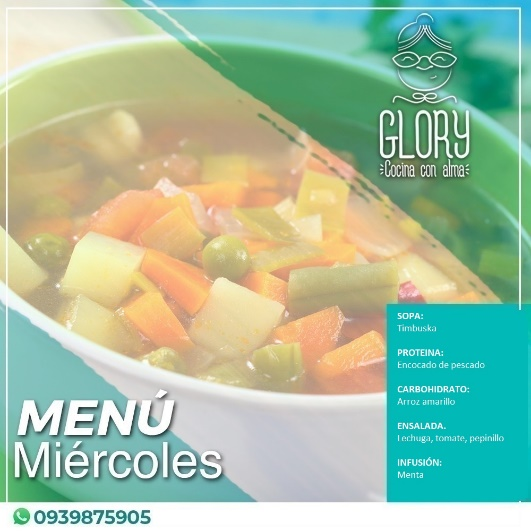 GLORY
Cocina con alma
SOPA:
Timbuska
PROTEINA:
Encocado de pescado
CARBOHIDRATO:
Arroz amarillo
ENSALADA.
Lechuga, tomate, pepinillo
INFUSIÓN:
Menta
MENÚ
Miércoles
0939875905